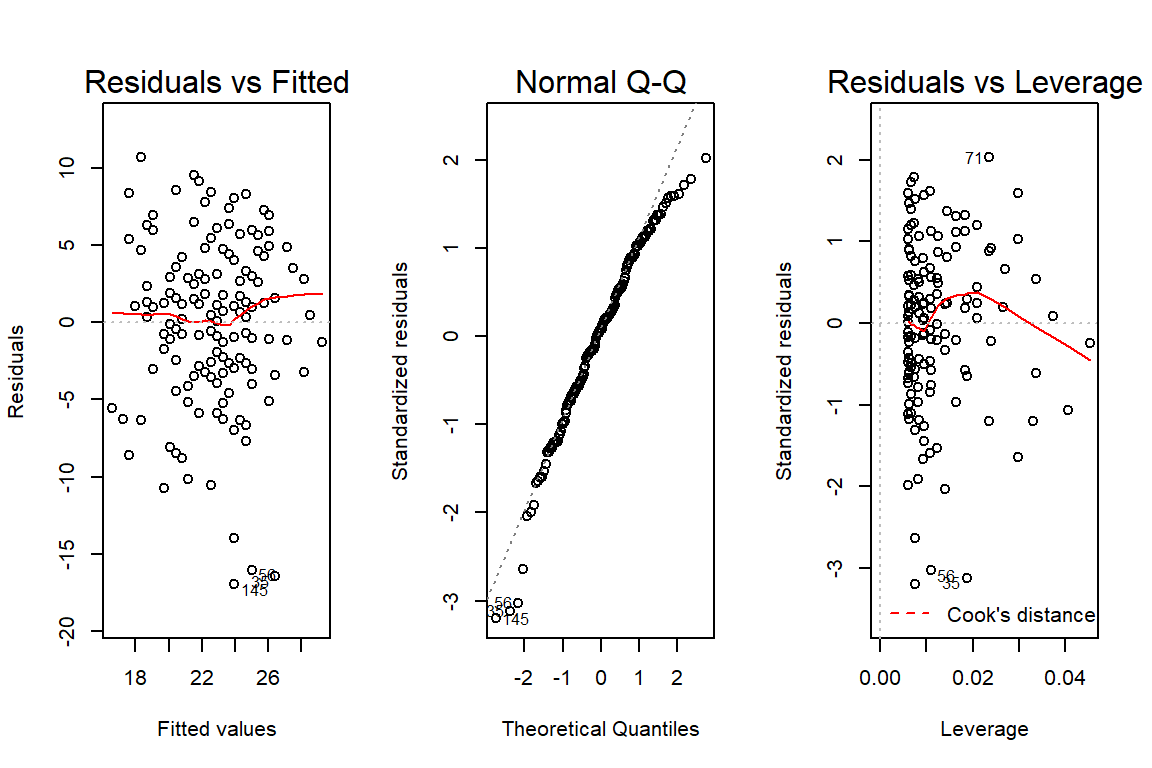 Residuals vs Fitted
Residuals
-20 -15 -10 -5 0 5 10
56
35
145
18 22 26
Fitted values
Normal Q-Q
Standardized residuals
-3 -2 -1 0 1 2
56
35
145
-2 -1 0 1 2
Theoretical Quantiles
Residuals vs Leverage
Standardized residuals
-3 -2 -1 0 1 2
71
56
35
Cook's distance
0.00 0.02 0.04
Leverage